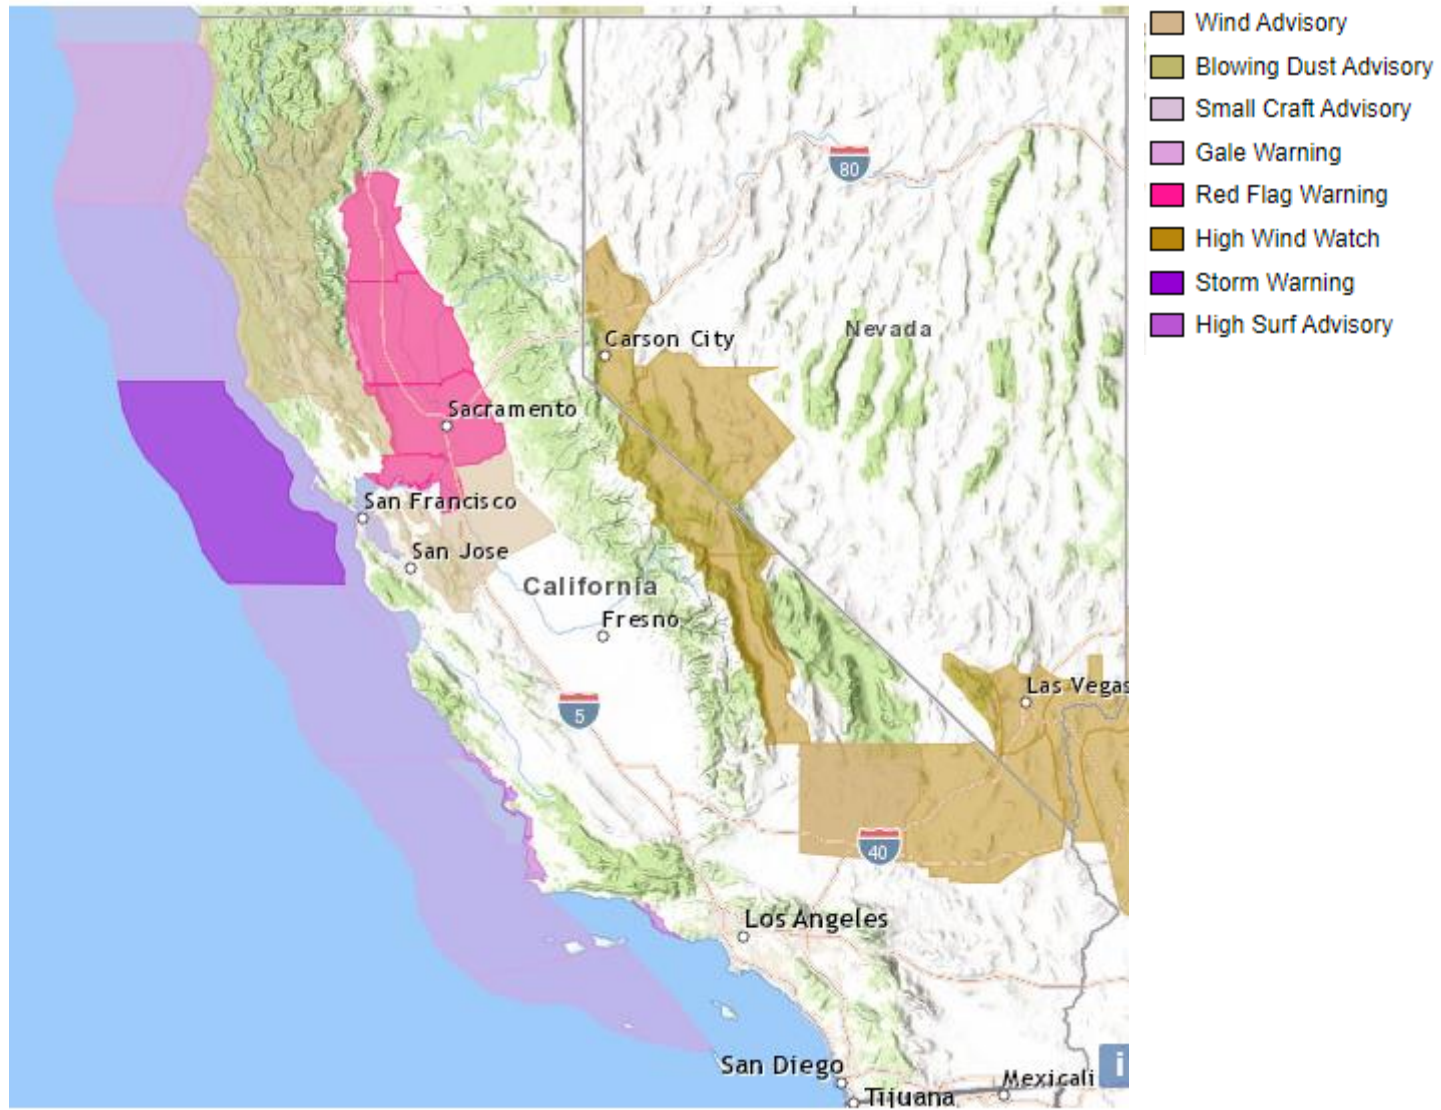 Wind Advisory
Blowing Dust Advisory
Small Craft Advisory
Gale Warning
Red Flag Warning
High Wind Watch
Storm Warning
High Surf Advisory
80
Nevada
Carson City
Sacramento
San Francisco
San Jose
California
Fresno
Las Vegas
5
40
Los Angeles
San Diego
Mexicali
i
Tijuana